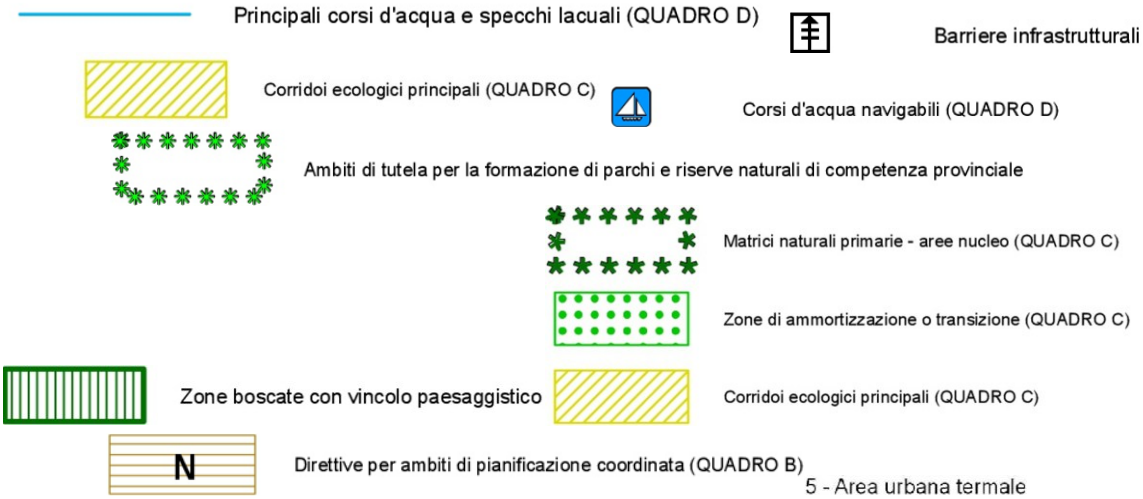 Principali corsi d'acqua e specchi lacuali (QUADRO D)
Barriere infrastrutturali
Corridoi ecologici principali (QUADRO C)
Corsi d'acqua navigabili (QUADRO D)
Ambiti di tutela per la formazione di parchi e riserve naturali di competenza provinciale
Matrici naturali primarie - aree nucleo (QUADRO C)
Zone di ammortizzazione o transizione (QUADRO C)
Zone boscate con vincolo paesaggistico
Corridoi ecologici principali (QUADRO C)
N
Direttive per ambiti di pianificazione coordinata (QUADRO B)
5 - Area urbana termale